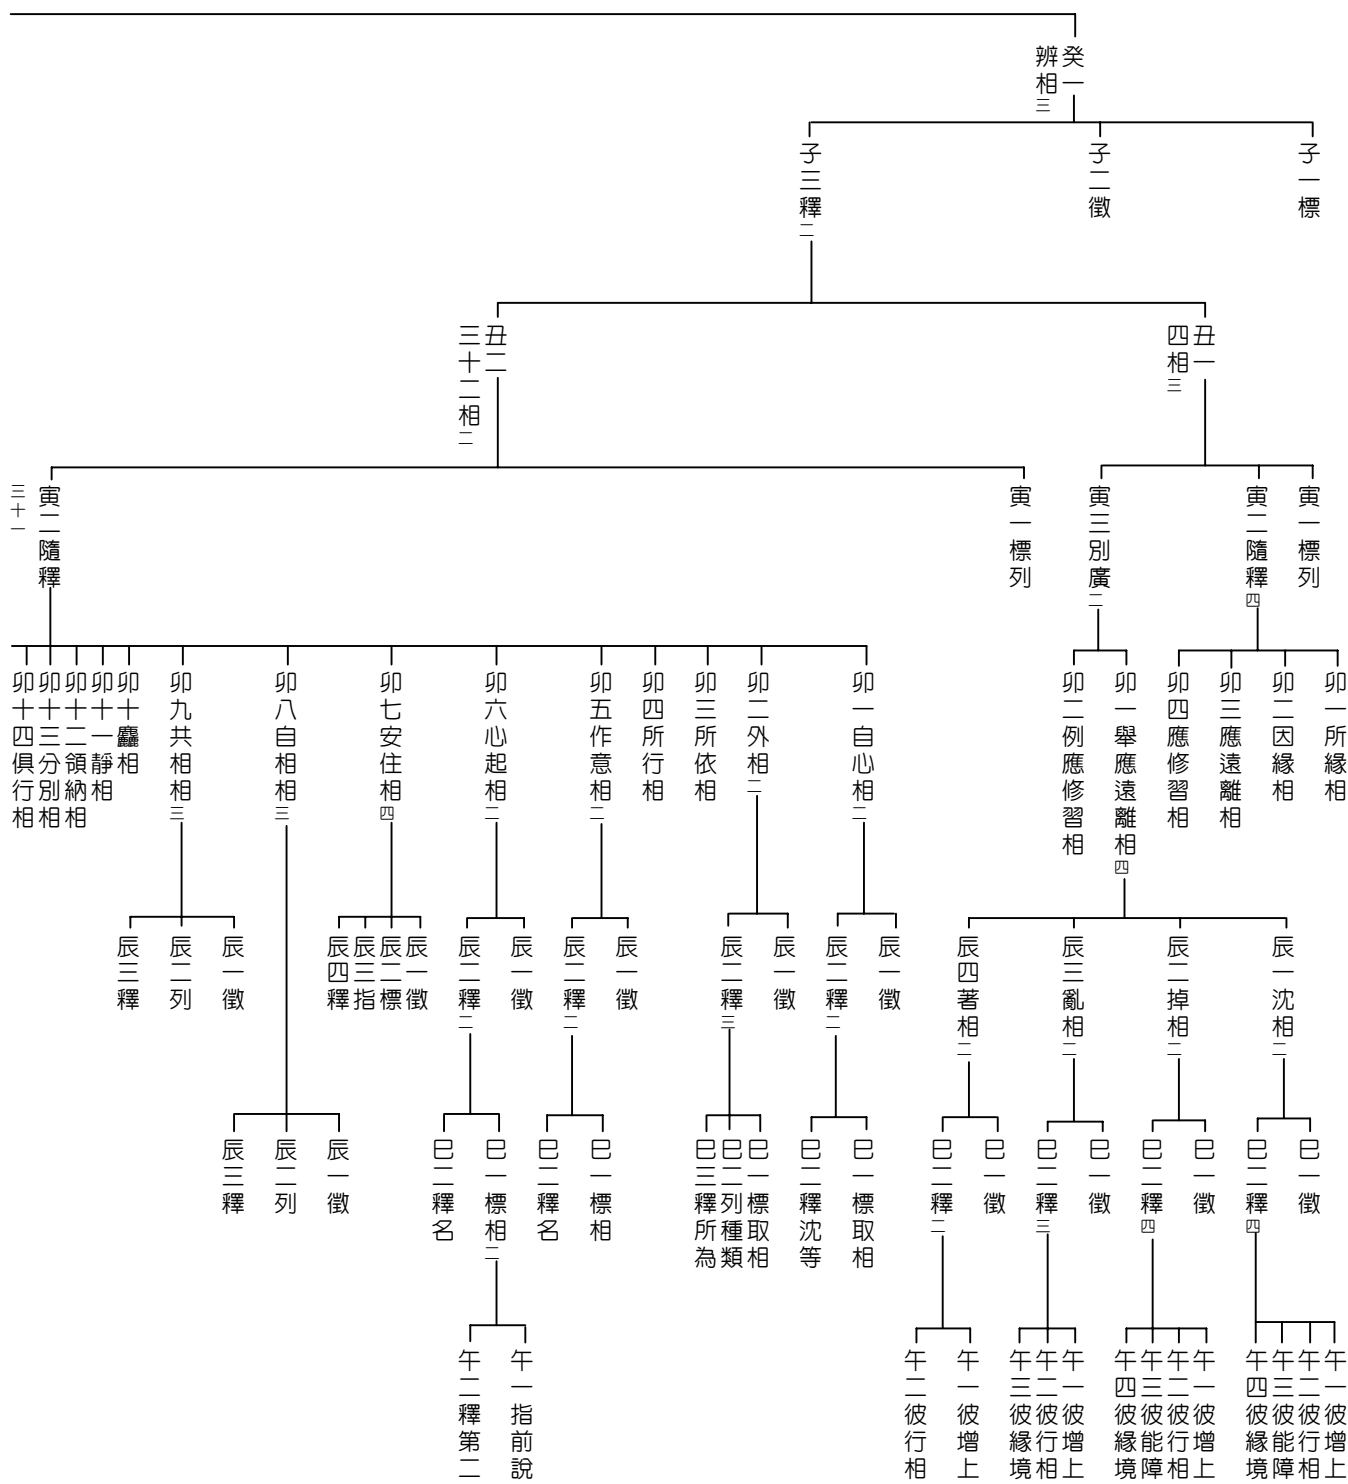 癸一
辨相三
子一標
子二徵
子三釋二
丑一
四相三
丑二
三十二相二
寅一標列
寅二隨釋四
寅三別廣二
寅一標列
寅二隨釋
三十一
卯一所緣相
卯二因緣相
卯三應遠離相
卯四應修習相
卯一舉應遠離相四
卯二例應修習相
卯一自心相二
卯二外相二
卯三所依相
卯四所行相
卯五作意相二
卯六心起相二
卯七安住相四
卯八自相相三
卯九共相相三
卯十麤相
卯十一靜相
卯十二領納相
卯十三分別相
卯十四俱行相
辰一沈相二
辰二掉相二
辰三亂相二
辰四著相二
辰一徵
辰二釋二
辰一徵
辰二釋三
辰一徵
辰二釋二
辰一徵
辰二釋二
辰一徵
辰二標
辰三指
辰四釋
辰一徵
辰二列
辰三釋
巳一徵
巳二釋四
巳一徵
巳二釋四
巳一徵
巳二釋三
巳一徵
巳二釋二
巳一標取相
巳二釋沈等
巳一標取相
巳二列種類
巳三釋所為
巳一標相
巳二釋名
巳一標相二
巳二釋名
辰一徵
辰二列
辰三釋
午一彼增上
午二彼行相
午三彼能障
午四彼緣境
午一彼增上
午二彼行相
午三彼能障
午四彼緣境
午一彼增上
午二彼行相
午三彼緣境
午一彼增上
午二彼行相
午一指前說
午二釋第二